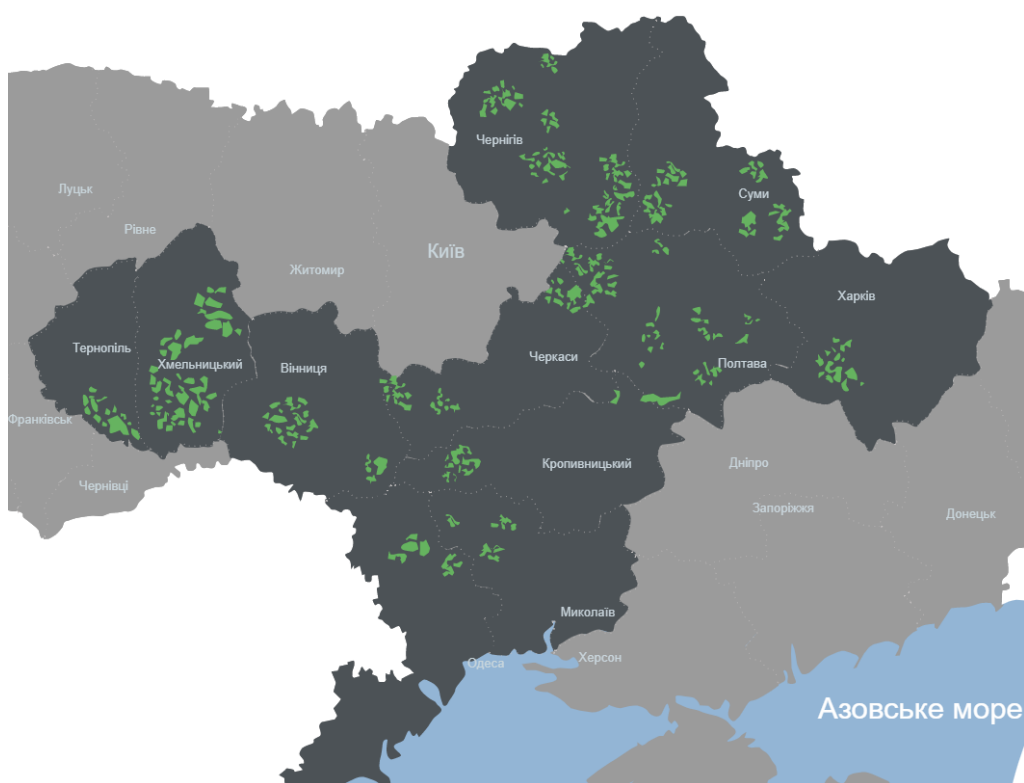 Чернігів
Луцьк
Суми
Рівне
Київ
Житомир
Харків
Тернопіль
Черкаси
Хмельницький
Полтава
Вінниця
Франківськ
Кропивницький
Дніпро
Чернівці
Запоріжжя
Донецьк
Миколаїв
Херсон
Одеса
Азовське море